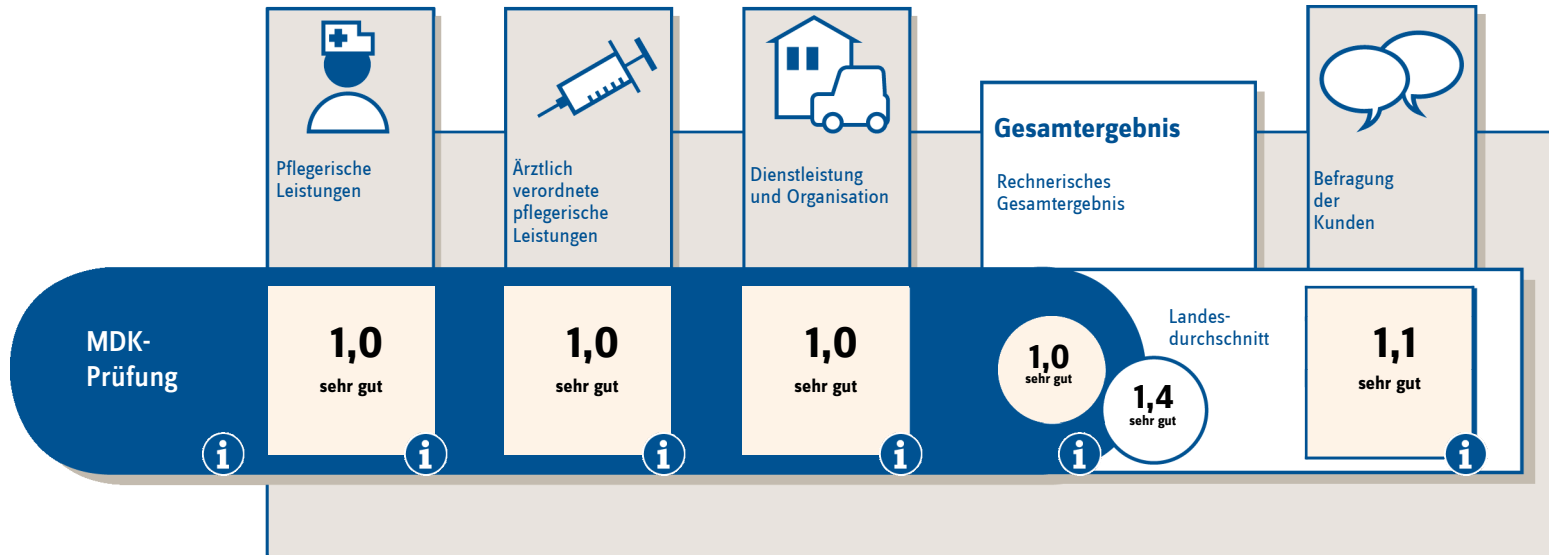 Pflegerische
Leistungen
Ärztlich
verordnete
pflegerische
Leistungen
Dienstleistung
und Organisation
Gesamtergebnis
Rechnerisches
Gesamtergebnis
Befragung
der
Kunden
MDK-
Prüfung
1,0
sehr gut
1,0
sehr gut
1,0
sehr gut
1,0
sehr gut
Landes-
durchschnitt
1,4
sehr gut
1,1
sehr gut
i
i
i
i
i
i